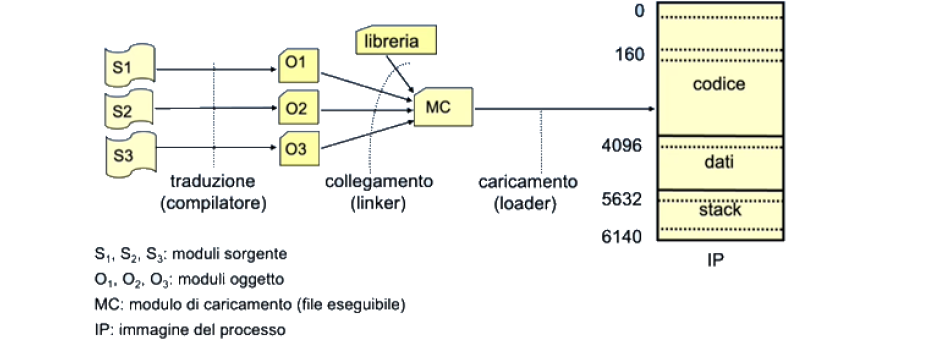 S1
S2
S3
O1
O2
O3
libreria
MC
traduzione
(compilatore)
collegamento
(linker)
caricamento
(loader)
0
160
4096
5632
6140
codice
dati
stack
IP
S1, S2, S3: moduli sorgente
O1, O2, O3: moduli oggetto
MC: modulo di caricamento (file eseguibile)
IP: immagine del processo